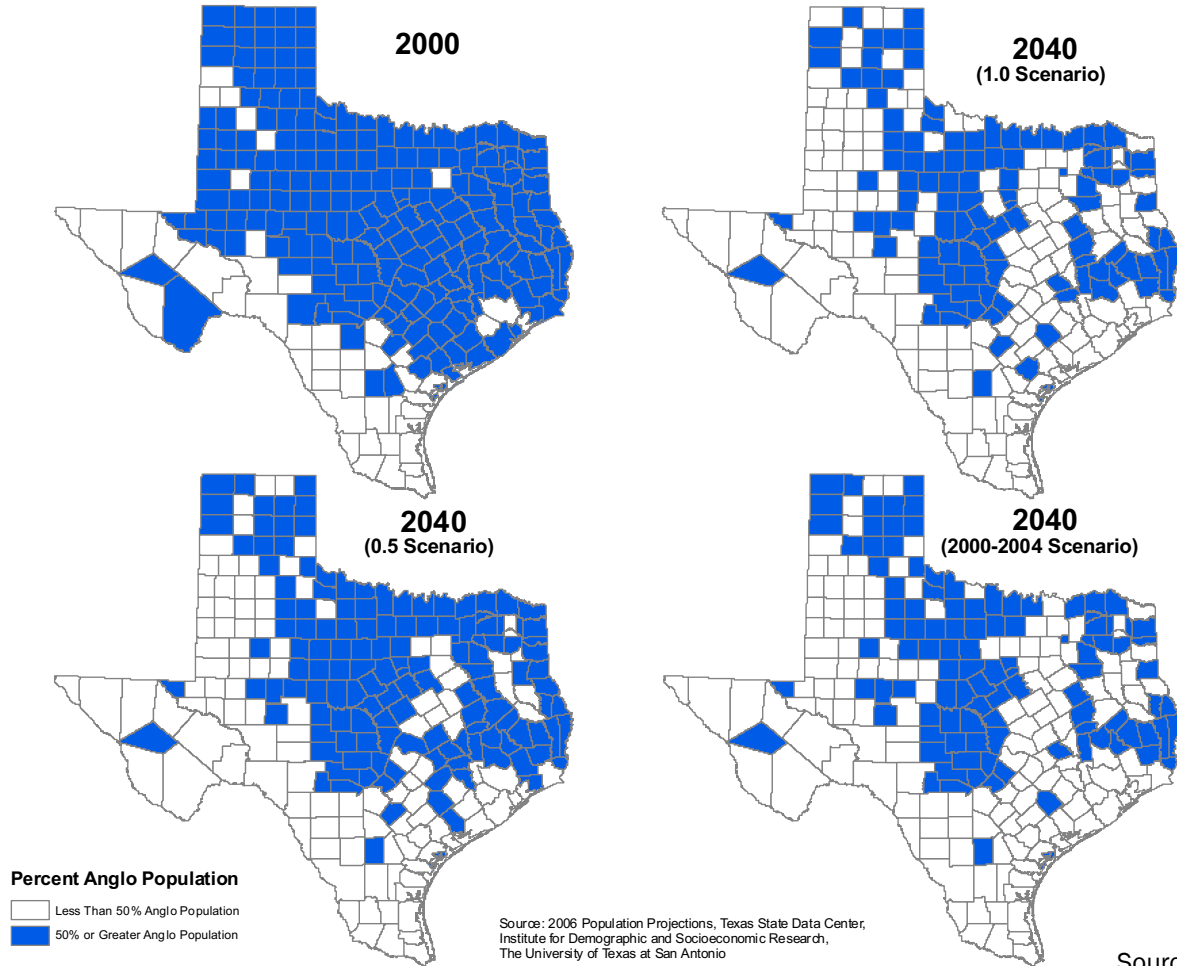 2000
2040
(1.0 Scenario)
2040
(0.5 Scenario)
2040
(2000-2004 Scenario)
Percent Anglo Population
Less Than 50% Anglo Population
50% or Greater Anglo Population
Source: 2006 Population Projections, Texas State Data Center,
Institute for Demographic and Socioeconomic Research,
The University of Texas at San Antonio
Sourc